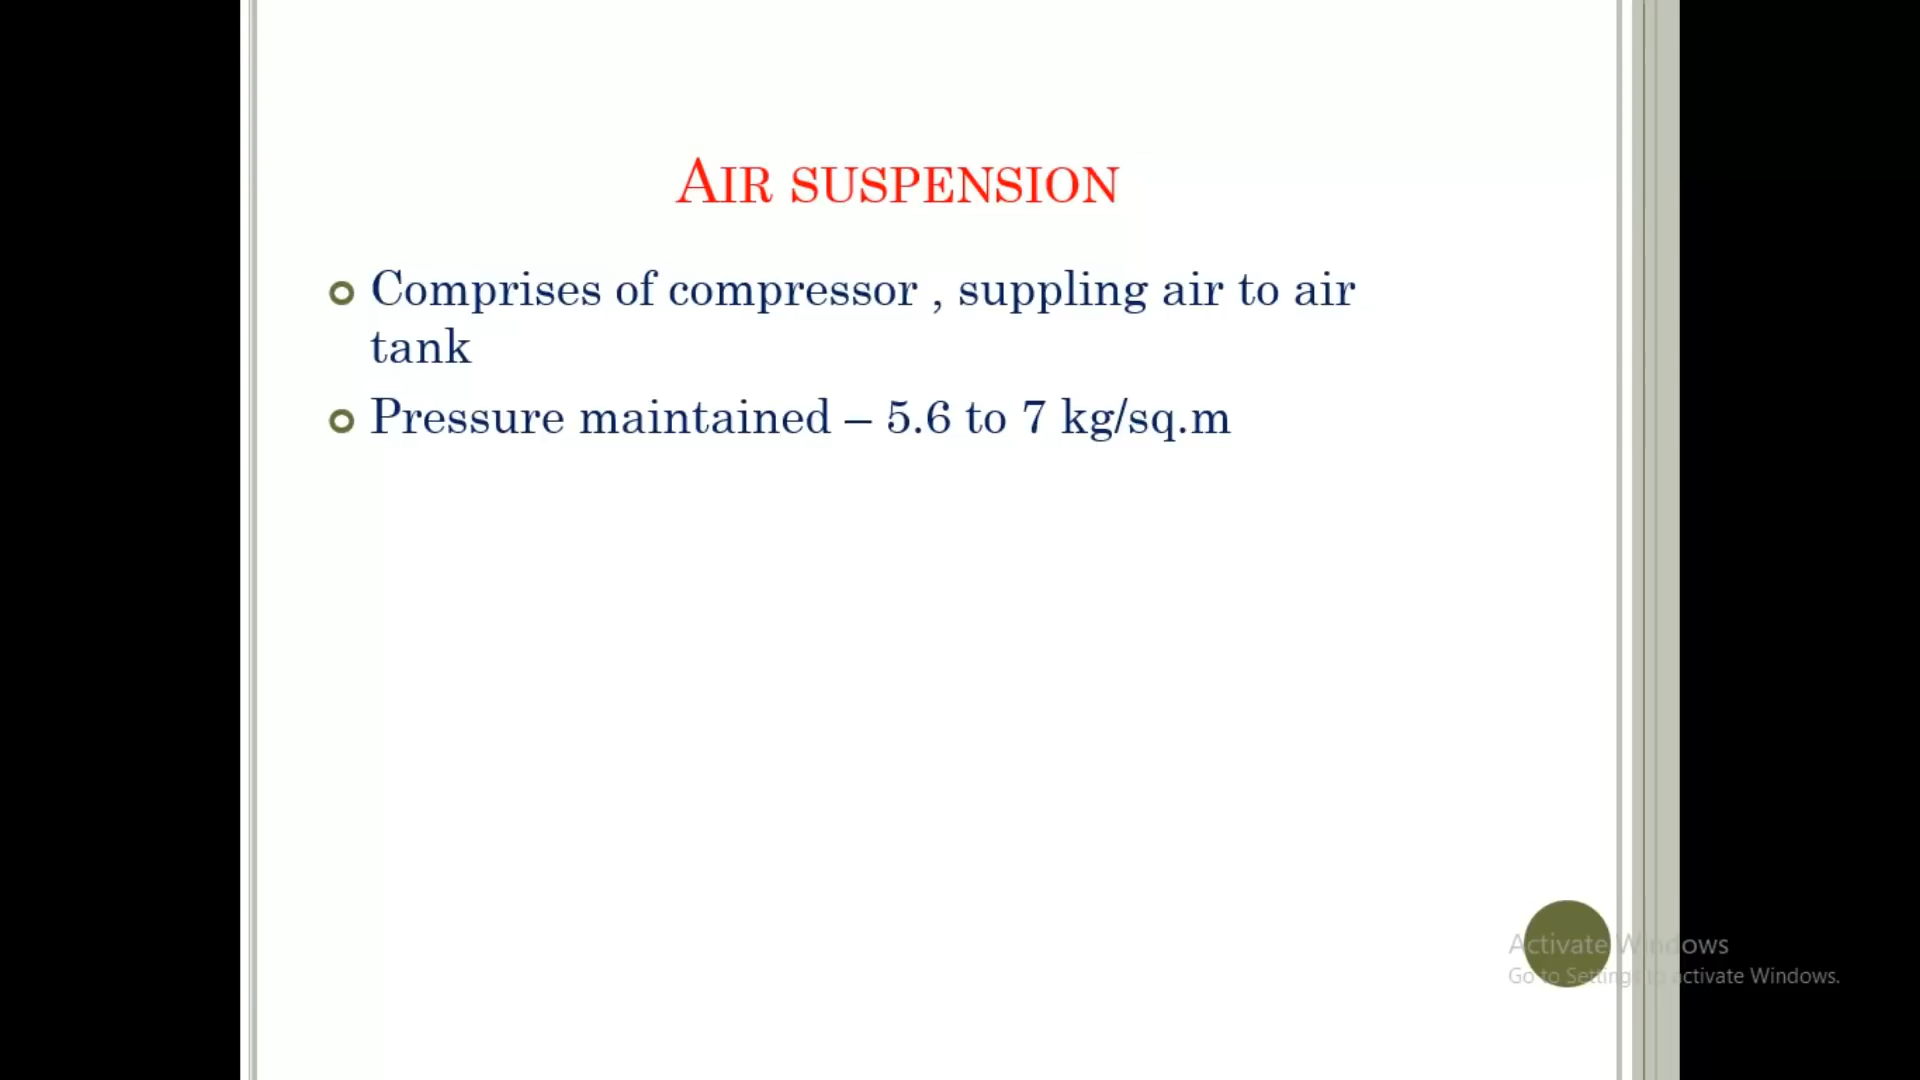 AIR SUSPENSION
Comprises of compressor , suppling air to air
tank
Pressure maintained – 5.6 to 7 kg/sq.m
Activate Windows
Go to Settings to activate Windows.